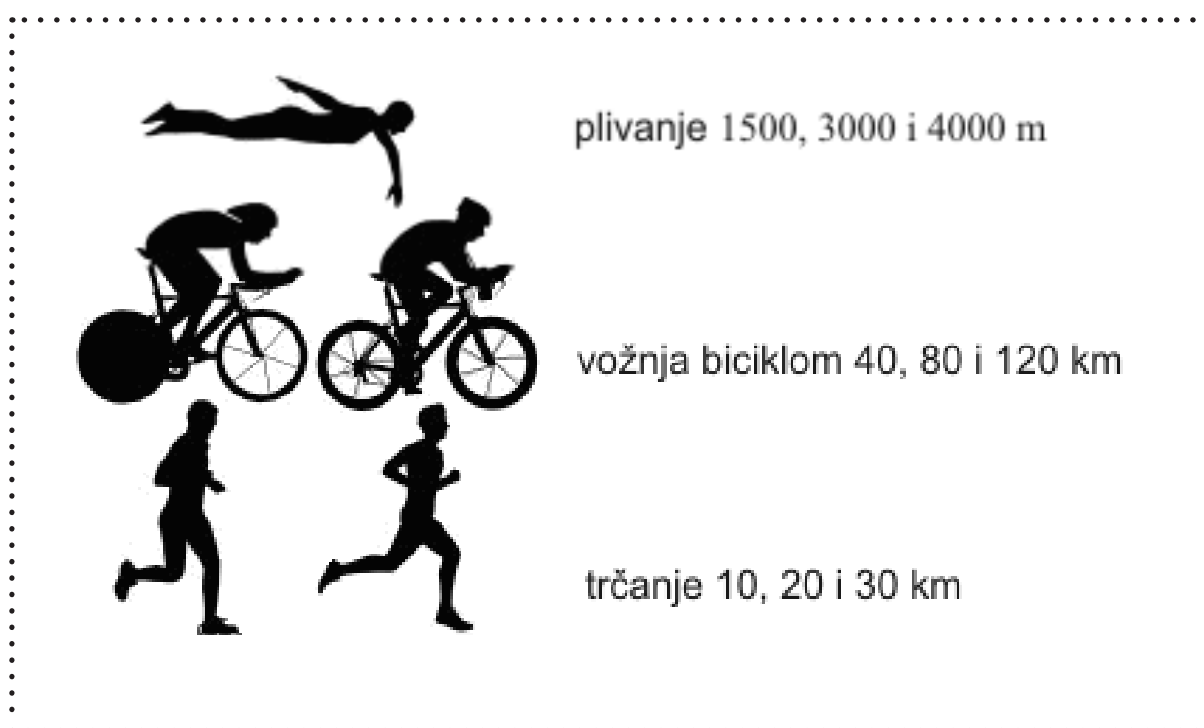 plivanje 1500, 3000 i 4000 m
vožnja biciklom 40, 80 i 120 km
trčanje 10, 20 i 30 km